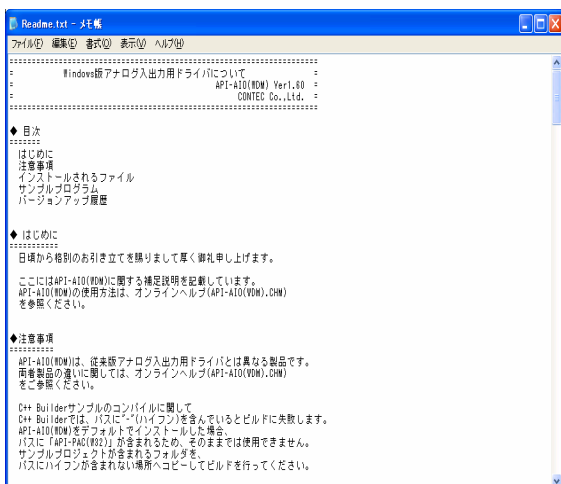 Readme.txt - メモ帳
ファイル(F) 編集(E) 書式(O) 表示(V) ヘルプ(H)
==================================================================
= Windows版アナログ入出力用ドライバについて =
= API-AIO(WDM) Ver1.60 =
= CONTEC Co.,Ltd. =
==================================================================
◆ 目次
=======
はじめに
注意事項
インストールされるファイル
サンプルプログラム
バージョンアップ履歴
◆ はじめに
===========
日頃から格別のお引き立てを賜りまして厚く御礼申し上げます。
ここにはAPI-AIO(WDM)に関する補足説明を記載しています。
API-AIO(WDM)の使用方法は、オンラインヘルプ(API-AIO(WDM).CHM)
を参照ください。
◆注意事項
==========
API-AIO(WDM)は、従来版アナログ入出力用ドライバとは異なる製品です。
両者製品の違いに関しては、オンラインヘルプ(API-AIO(WDM).CHM)
をご参照ください。
C++ Builderサンプルのコンパイルに関して
C++ Builderでは、パスに"-"(ハイフン)を含んでいるとビルドに失敗します。
API-AIO(WDM)をデフォルトでインストールした場合、
パスに「API-PAC(W32)」が含まれるため、そのままでは使用できません。
サンプルプロジェクトが含まれるフォルダを、
パスにハイフンが含まれない場所へコピーしてビルドを行ってください。